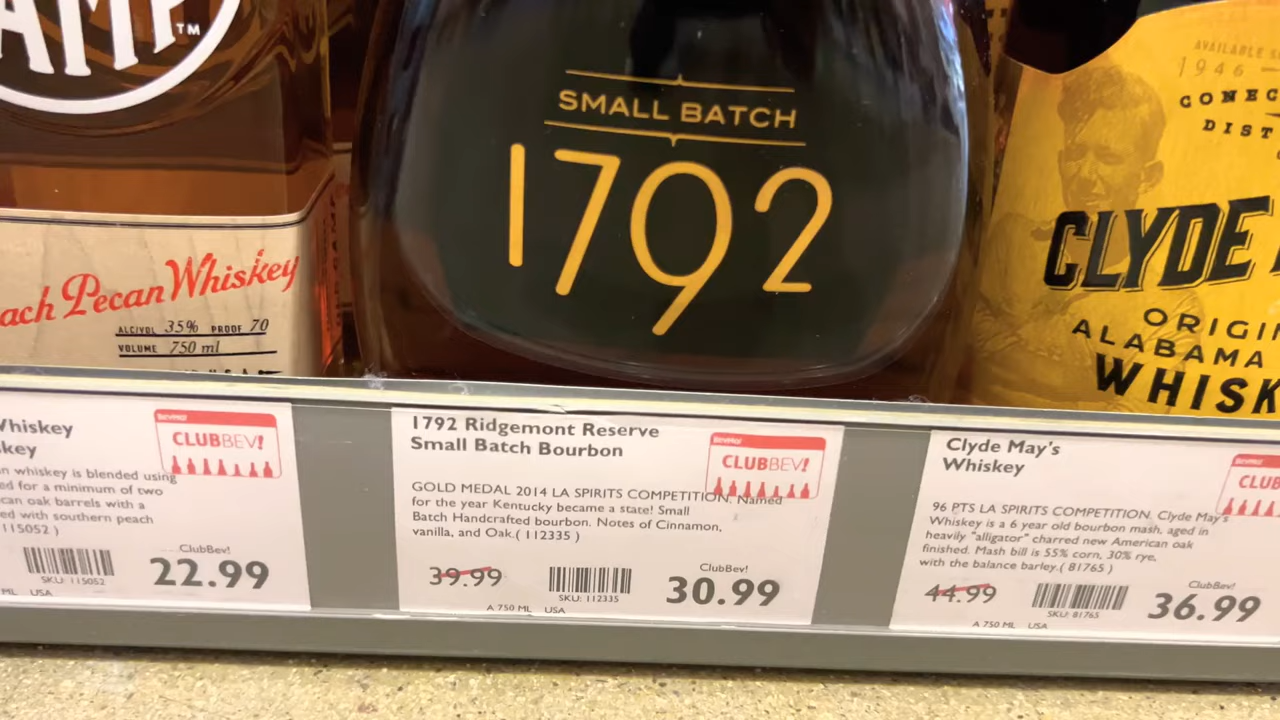 AMP™
ach Pecan Whiskey
ALC/VOL 35% PROOF 70
VOLUME 750 ml
SMALL BATCH
1792
AVAILABLE
1946
CONEC
DIST
CLYDE
ORIGI
ALABAMA
WHISK
Whiskey
skey
BevMo!
CLUBBEV!
n whiskey is blended using
ed for a minimum of two
can oak barrels with a
ed with southern peach
115052 )
SKU: 115052
ClubBev!
22.99
ML USA
1792 Ridgemont Reserve
Small Batch Bourbon
BevMo!
CLUBBEV!
GOLD MEDAL 2014 LA SPIRITS COMPETITION. Named
for the year Kentucky became a state! Small
Batch Handcrafted bourbon. Notes of Cinnamon,
vanilla, and Oak.( 112335 )
39.99
SKU: 112335
ClubBev!
30.99
A 750 ML USA
Clyde May's
Whiskey
BevMo!
CLUB
96 PTS LA SPIRITS COMPETITION. Clyde May's
Whiskey is a 6 year old bourbon mash, aged in
heavily "alligator" charred new American oak
finished. Mash bill is 55% corn, 30% rye,
with the balance barley.( 81765 )
44.99
SKU: 81765
ClubBev!
36.99
A 750 ML USA